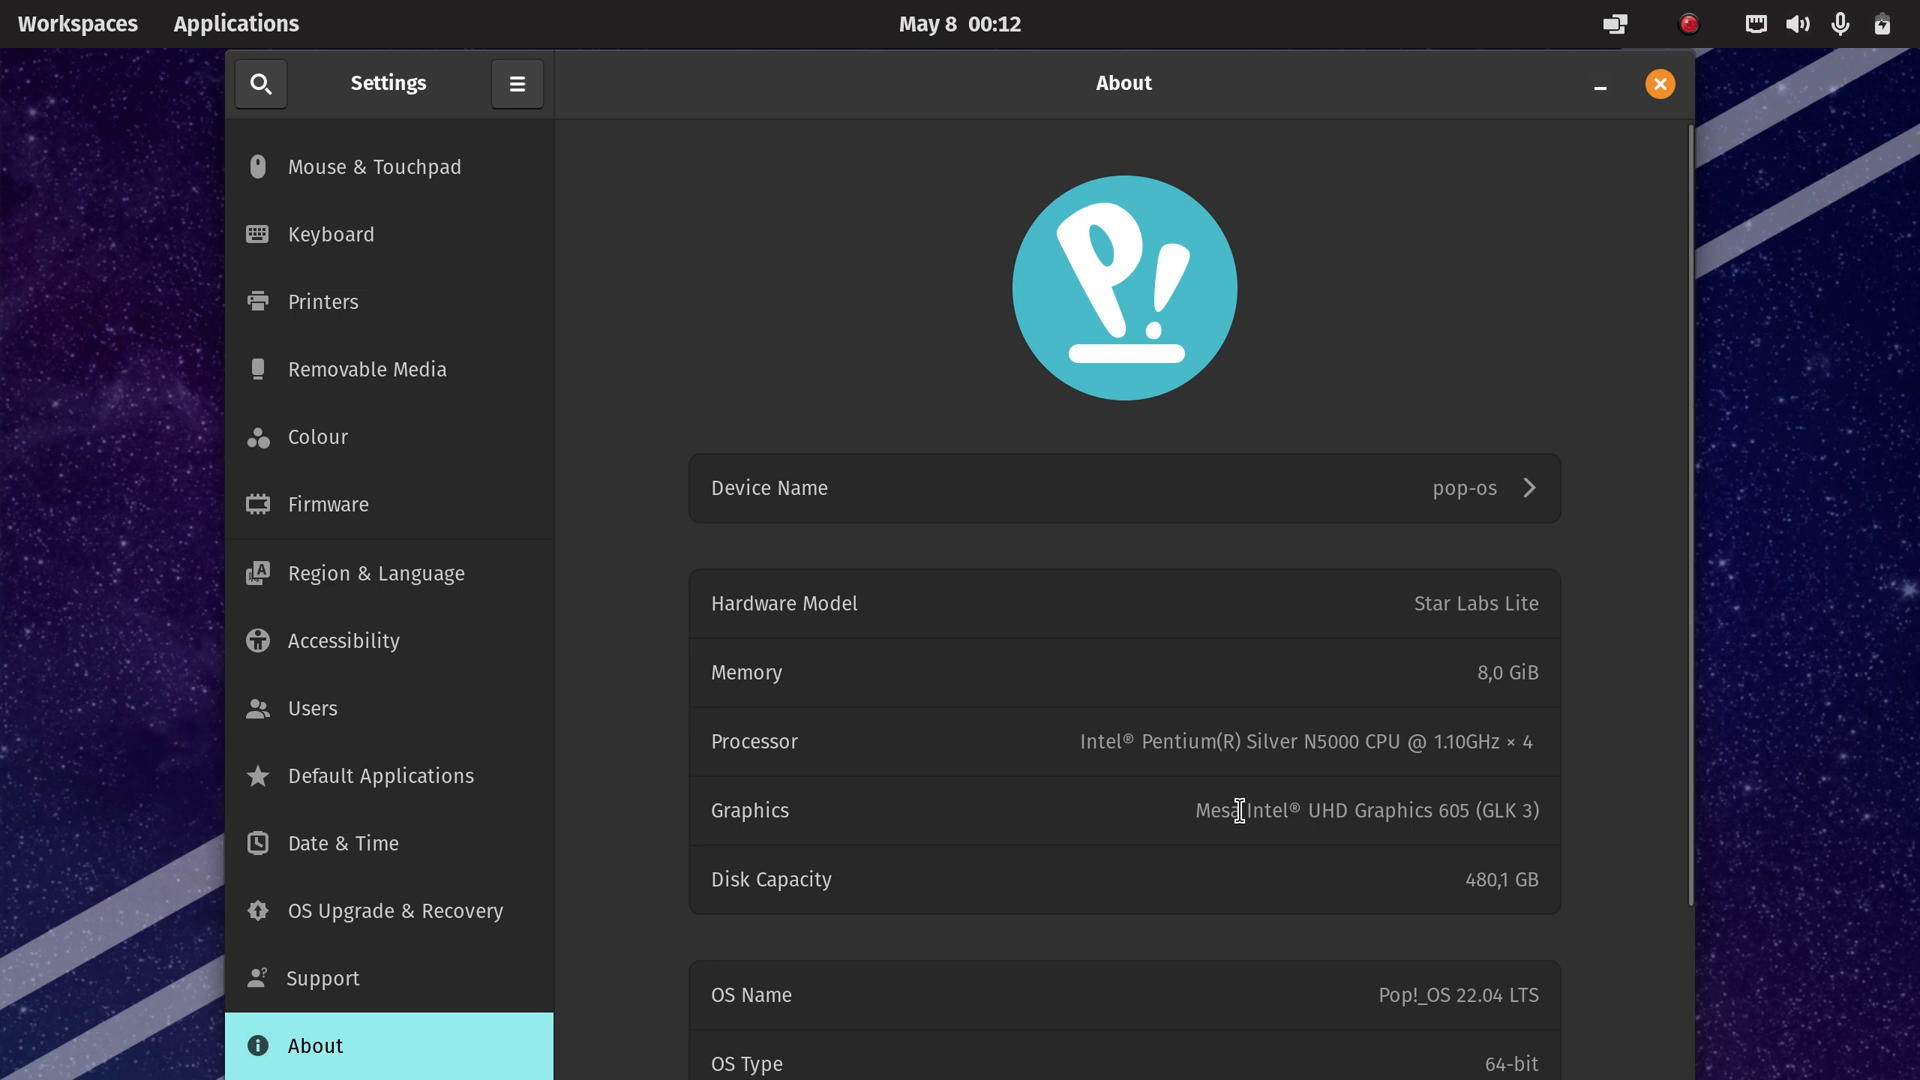 Workspaces Applications May 8 00:12
Settings About
Mouse & Touchpad
Keyboard
Printers
Removable Media
Colour
Firmware
Region & Language
Accessibility
Users
Default Applications
Date & Time
OS Upgrade & Recovery
Support
About
P!
Device Name pop-os
Hardware Model Star Labs Lite
Memory 8,0 GiB
Processor Intel® Pentium(R) Silver N5000 CPU @ 1.10GHz × 4
Graphics Mesa Intel® UHD Graphics 605 (GLK 3)
Disk Capacity 480,1 GB
OS Name Pop!_OS 22.04 LTS
OS Type 64-bit